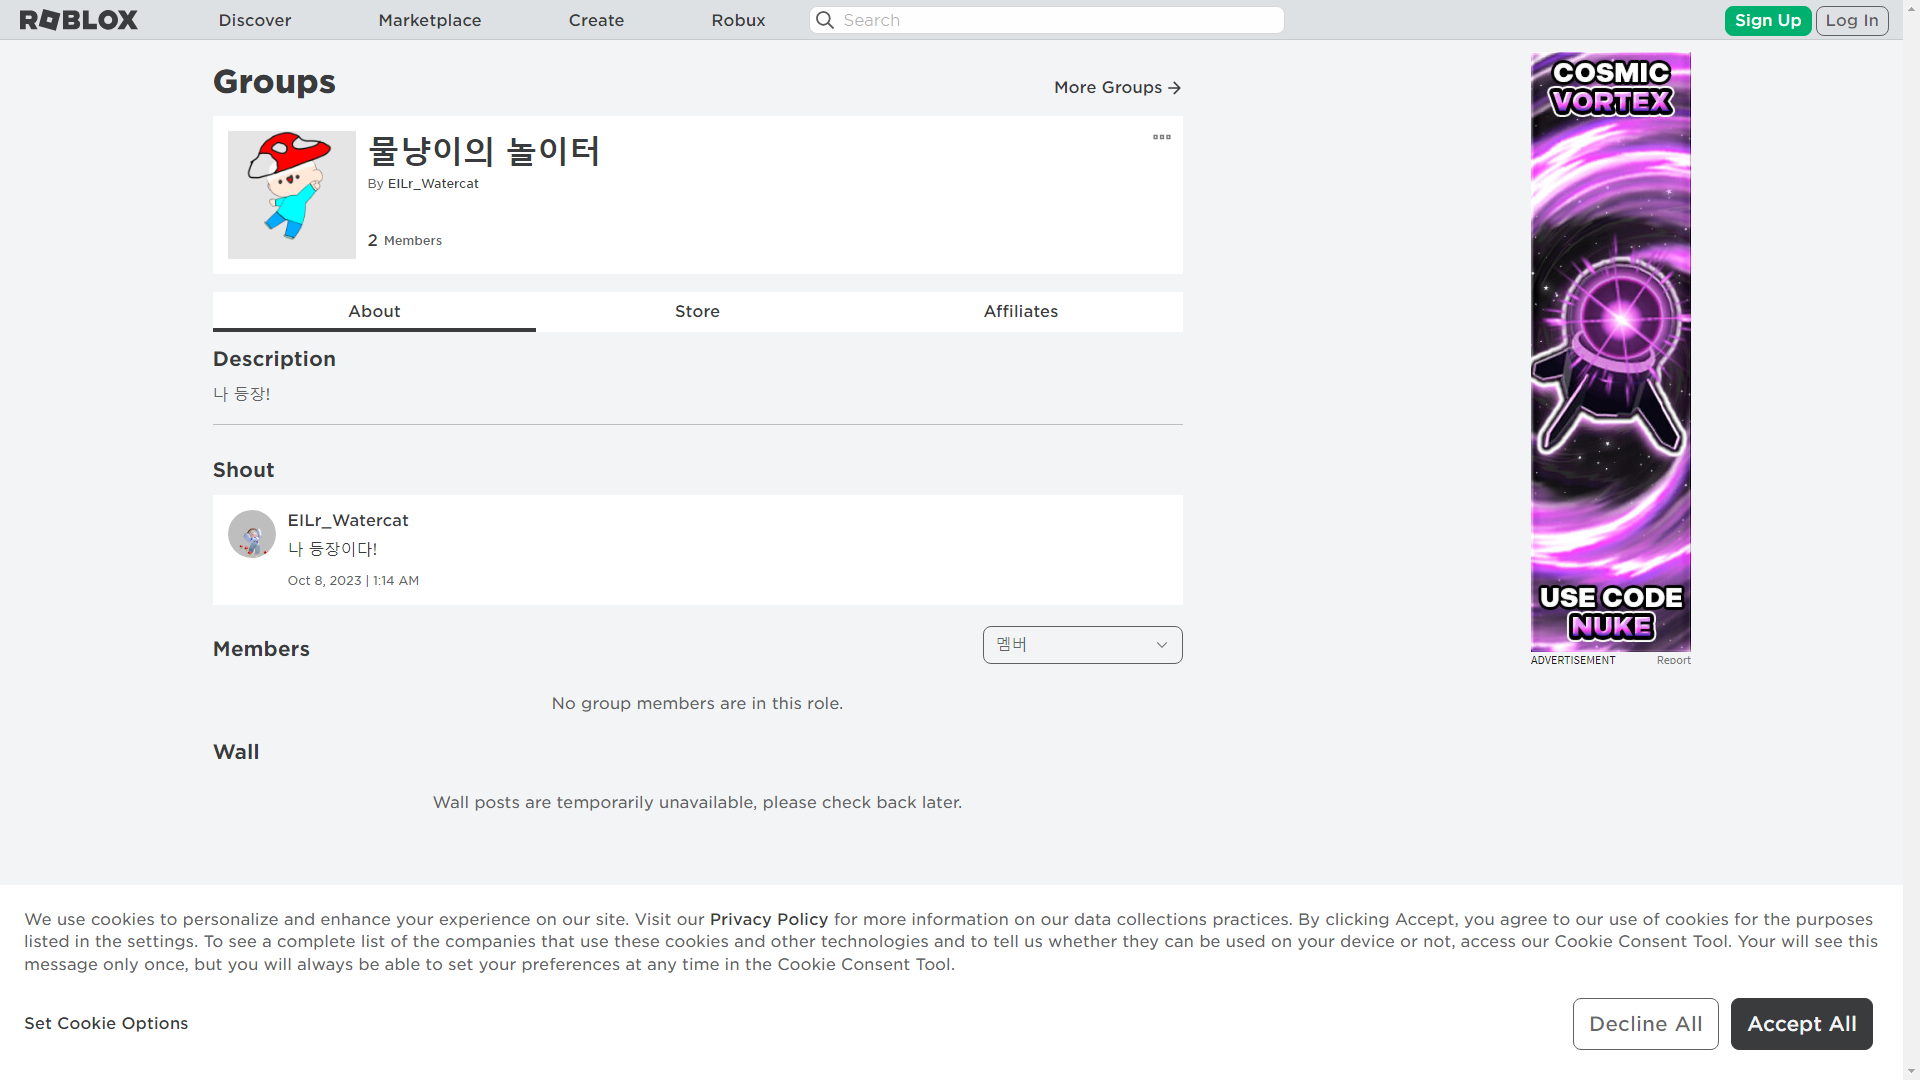 ROBLOX
Discover
Marketplace
Create
Robux
Search
Sign Up
Log In
Groups
More Groups
물냥이의 놀이터
By EILr_Watercat
2 Members
About
Store
Affiliates
Description
나 등장!
Shout
EILr_Watercat
나 등장이다!
Oct 8, 2023 | 1:14 AM
Members
멤버
No group members are in this role.
Wall
Wall posts are temporarily unavailable, please check back later.
COSMIC
VORTEX
USE CODE
NUKE
ADVERTISEMENT
Report
We use cookies to personalize and enhance your experience on our site. Visit our Privacy Policy for more information on our data collections practices. By clicking Accept, you agree to our use of cookies for the purposes
listed in the settings. To see a complete list of the companies that use these cookies and other technologies and to tell us whether they can be used on your device or not, access our Cookie Consent Tool. Your will see this
message only once, but you will always be able to set your preferences at any time in the Cookie Consent Tool.
Set Cookie Options
Decline All
Accept All